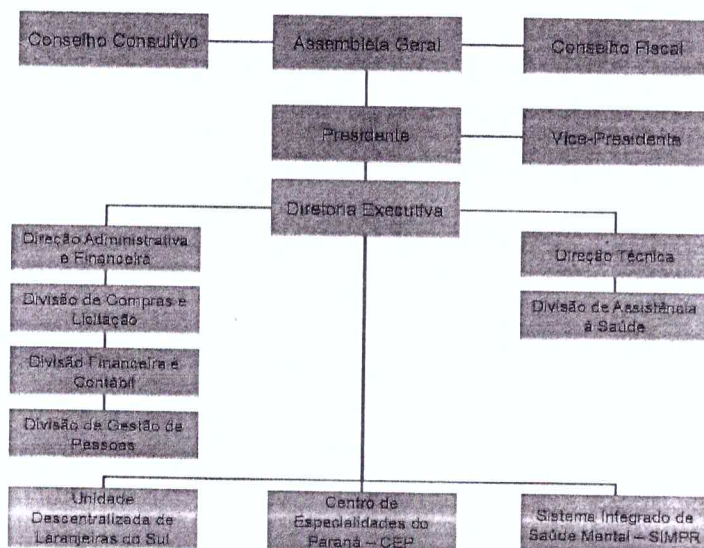 Conselho Consultivo
Assembleia Geral
Conselho Fiscal
Presidente
Vice-Presidente
Diretoria Executiva
Direção Administrativa
e Financeira
Direção Técnica
Divisão de Compras e
Licitação
Divisão de Assistência
à Saúde
Divisão Financeira e
Contábil
Divisão de Gestão de
Pessoas
Unidade
Descentralizada de
Laranjeiras do Sul
Centro de
Especialidades do
Paraná – CEP
Sistema Integrado de
Saúde Mental – SIMPR